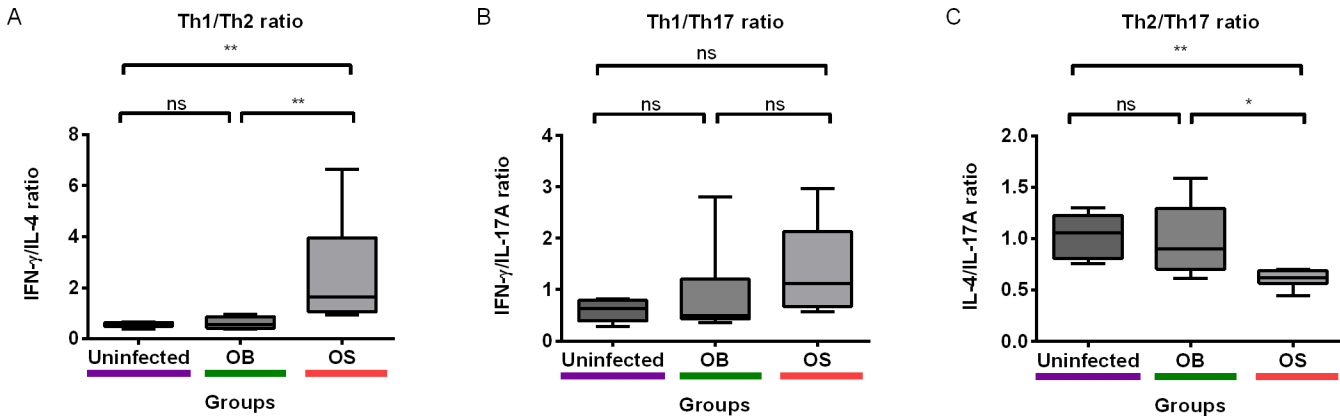 A
Th1/Th2 ratio
**
ns
**
8
6
4
2
0
IFN-γ/IL-4 ratio
Uninfected OB OS
Groups
B
Th1/Th17 ratio
ns
ns
ns
4
3
2
1
0
IFN-γ/IL-17A ratio
Uninfected OB OS
Groups
C
Th2/Th17 ratio
**
ns
*
2.0
1.5
1.0
0.5
0.0
IL-4/IL-17A ratio
Uninfected OB OS
Groups